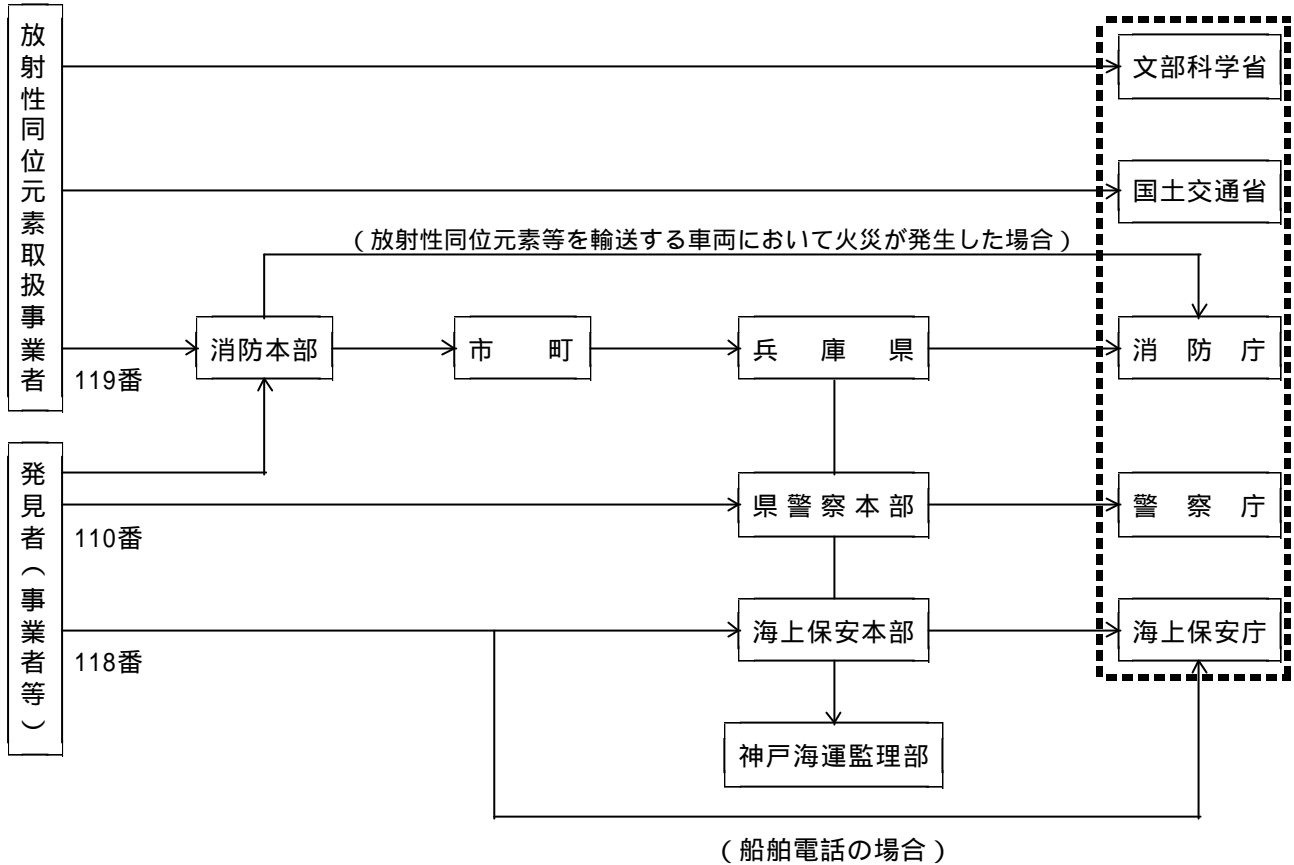 放射性同位元素取扱事業者
文部科学省
国土交通省
（放射性同位元素等を輸送する車両において火災が発生した場合）
消防本部
市　　町
兵　庫　県
消　防　庁
119番
発見者（事業者等）
県警察本部
警　察　庁
110番
海上保安本部
海上保安庁
118番
神戸海運監理部
（船舶電話の場合）